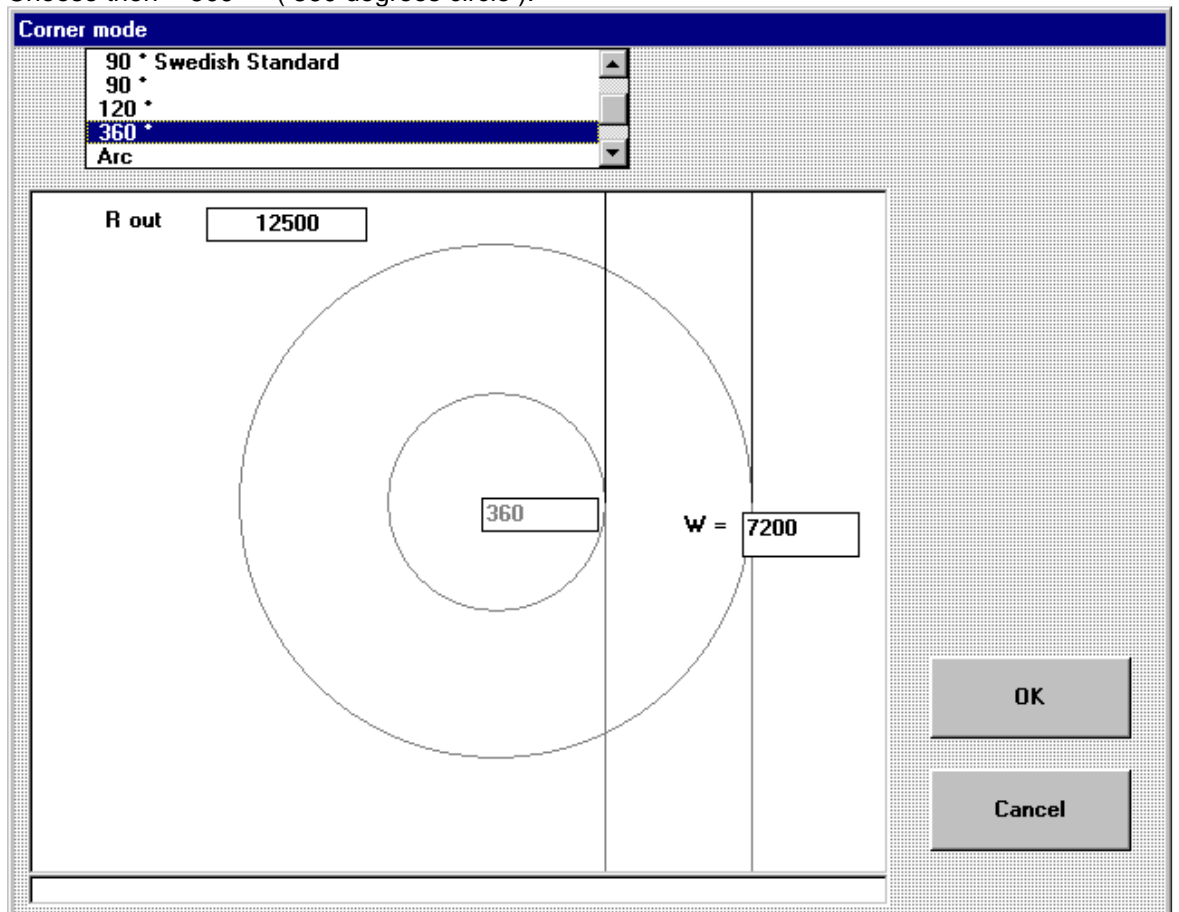 Corner mode
90 ° Swedish Standard
90 °
120 °
360 °
Arc
R out 12500
360
W = 7200
OK
Cancel